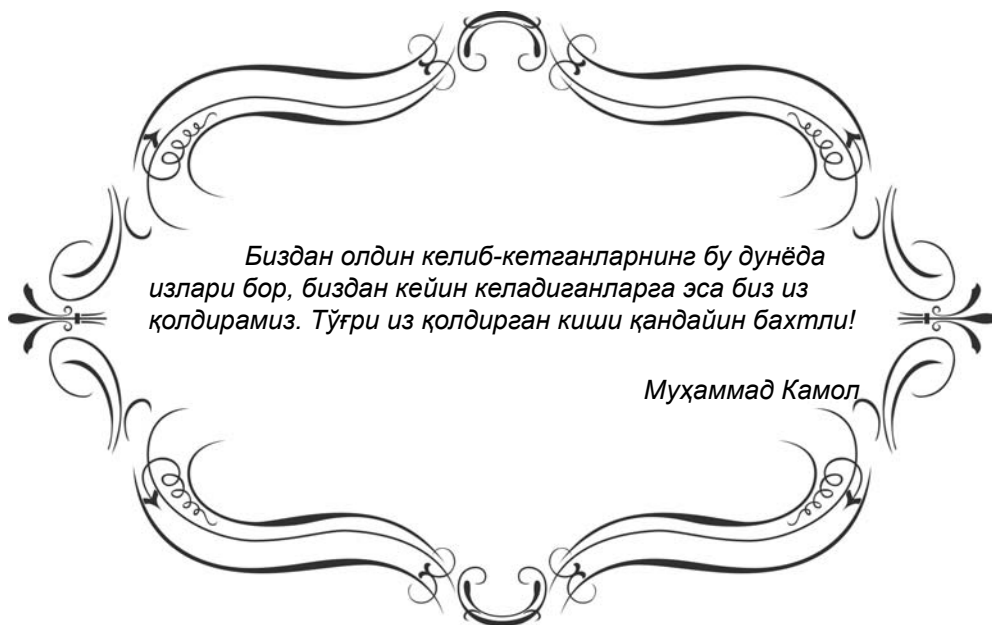 Биздан олдин келиб-кетганларнинг бу дунёда
излари бор, биздан кейин келадиганларга эса биз из
қолдирамиз. Тўғри из қолдирган киши қандайин бахтли!
Муҳаммад Камол